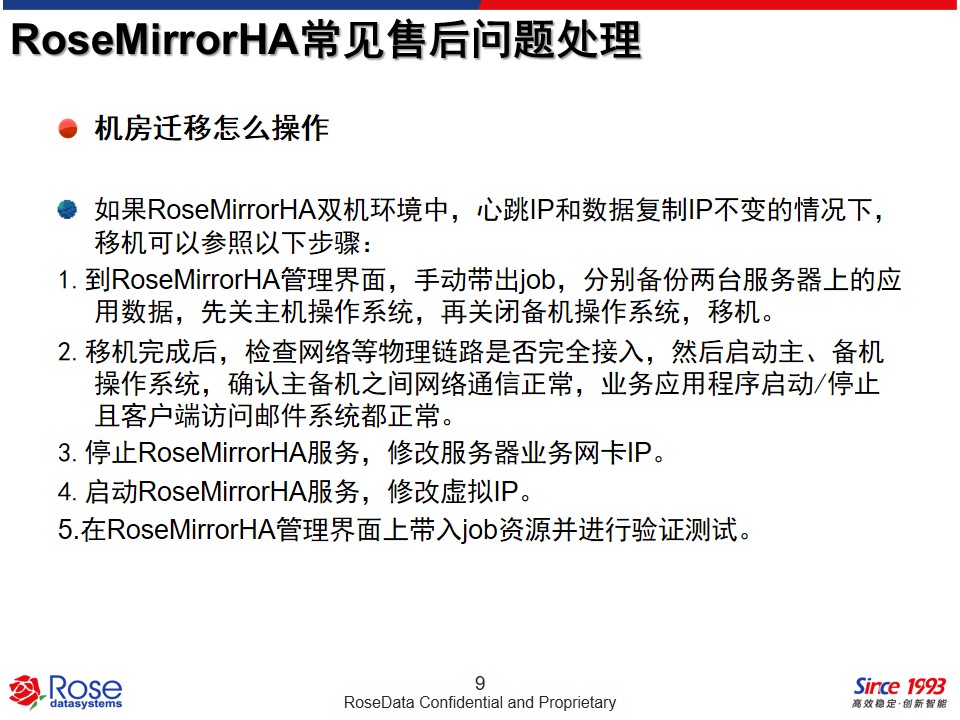 RoseMirrorHA常见售后问题处理
机房迁移怎么操作
如果RoseMirrorHA双机环境中，心跳IP和数据复制IP不变的情况下，
移机可以参照以下步骤：
1. 到RoseMirrorHA管理界面，手动带出job，分别备份两台服务器上的应
用数据，先关主机操作系统，再关闭备机操作系统，移机。
2. 移机完成后，检查网络等物理链路是否完全接入，然后启动主、备机
操作系统，确认主备机之间网络通信正常，业务应用程序启动/停止
且客户端访问邮件系统都正常。
3. 停止RoseMirrorHA服务，修改服务器业务网卡IP。
4. 启动RoseMirrorHA服务，修改虚拟IP。
5.在RoseMirrorHA管理界面上带入job资源并进行验证测试。
Rose
datasystems
9
RoseData Confidential and Proprietary
Since 1993
高效稳定·创新智能